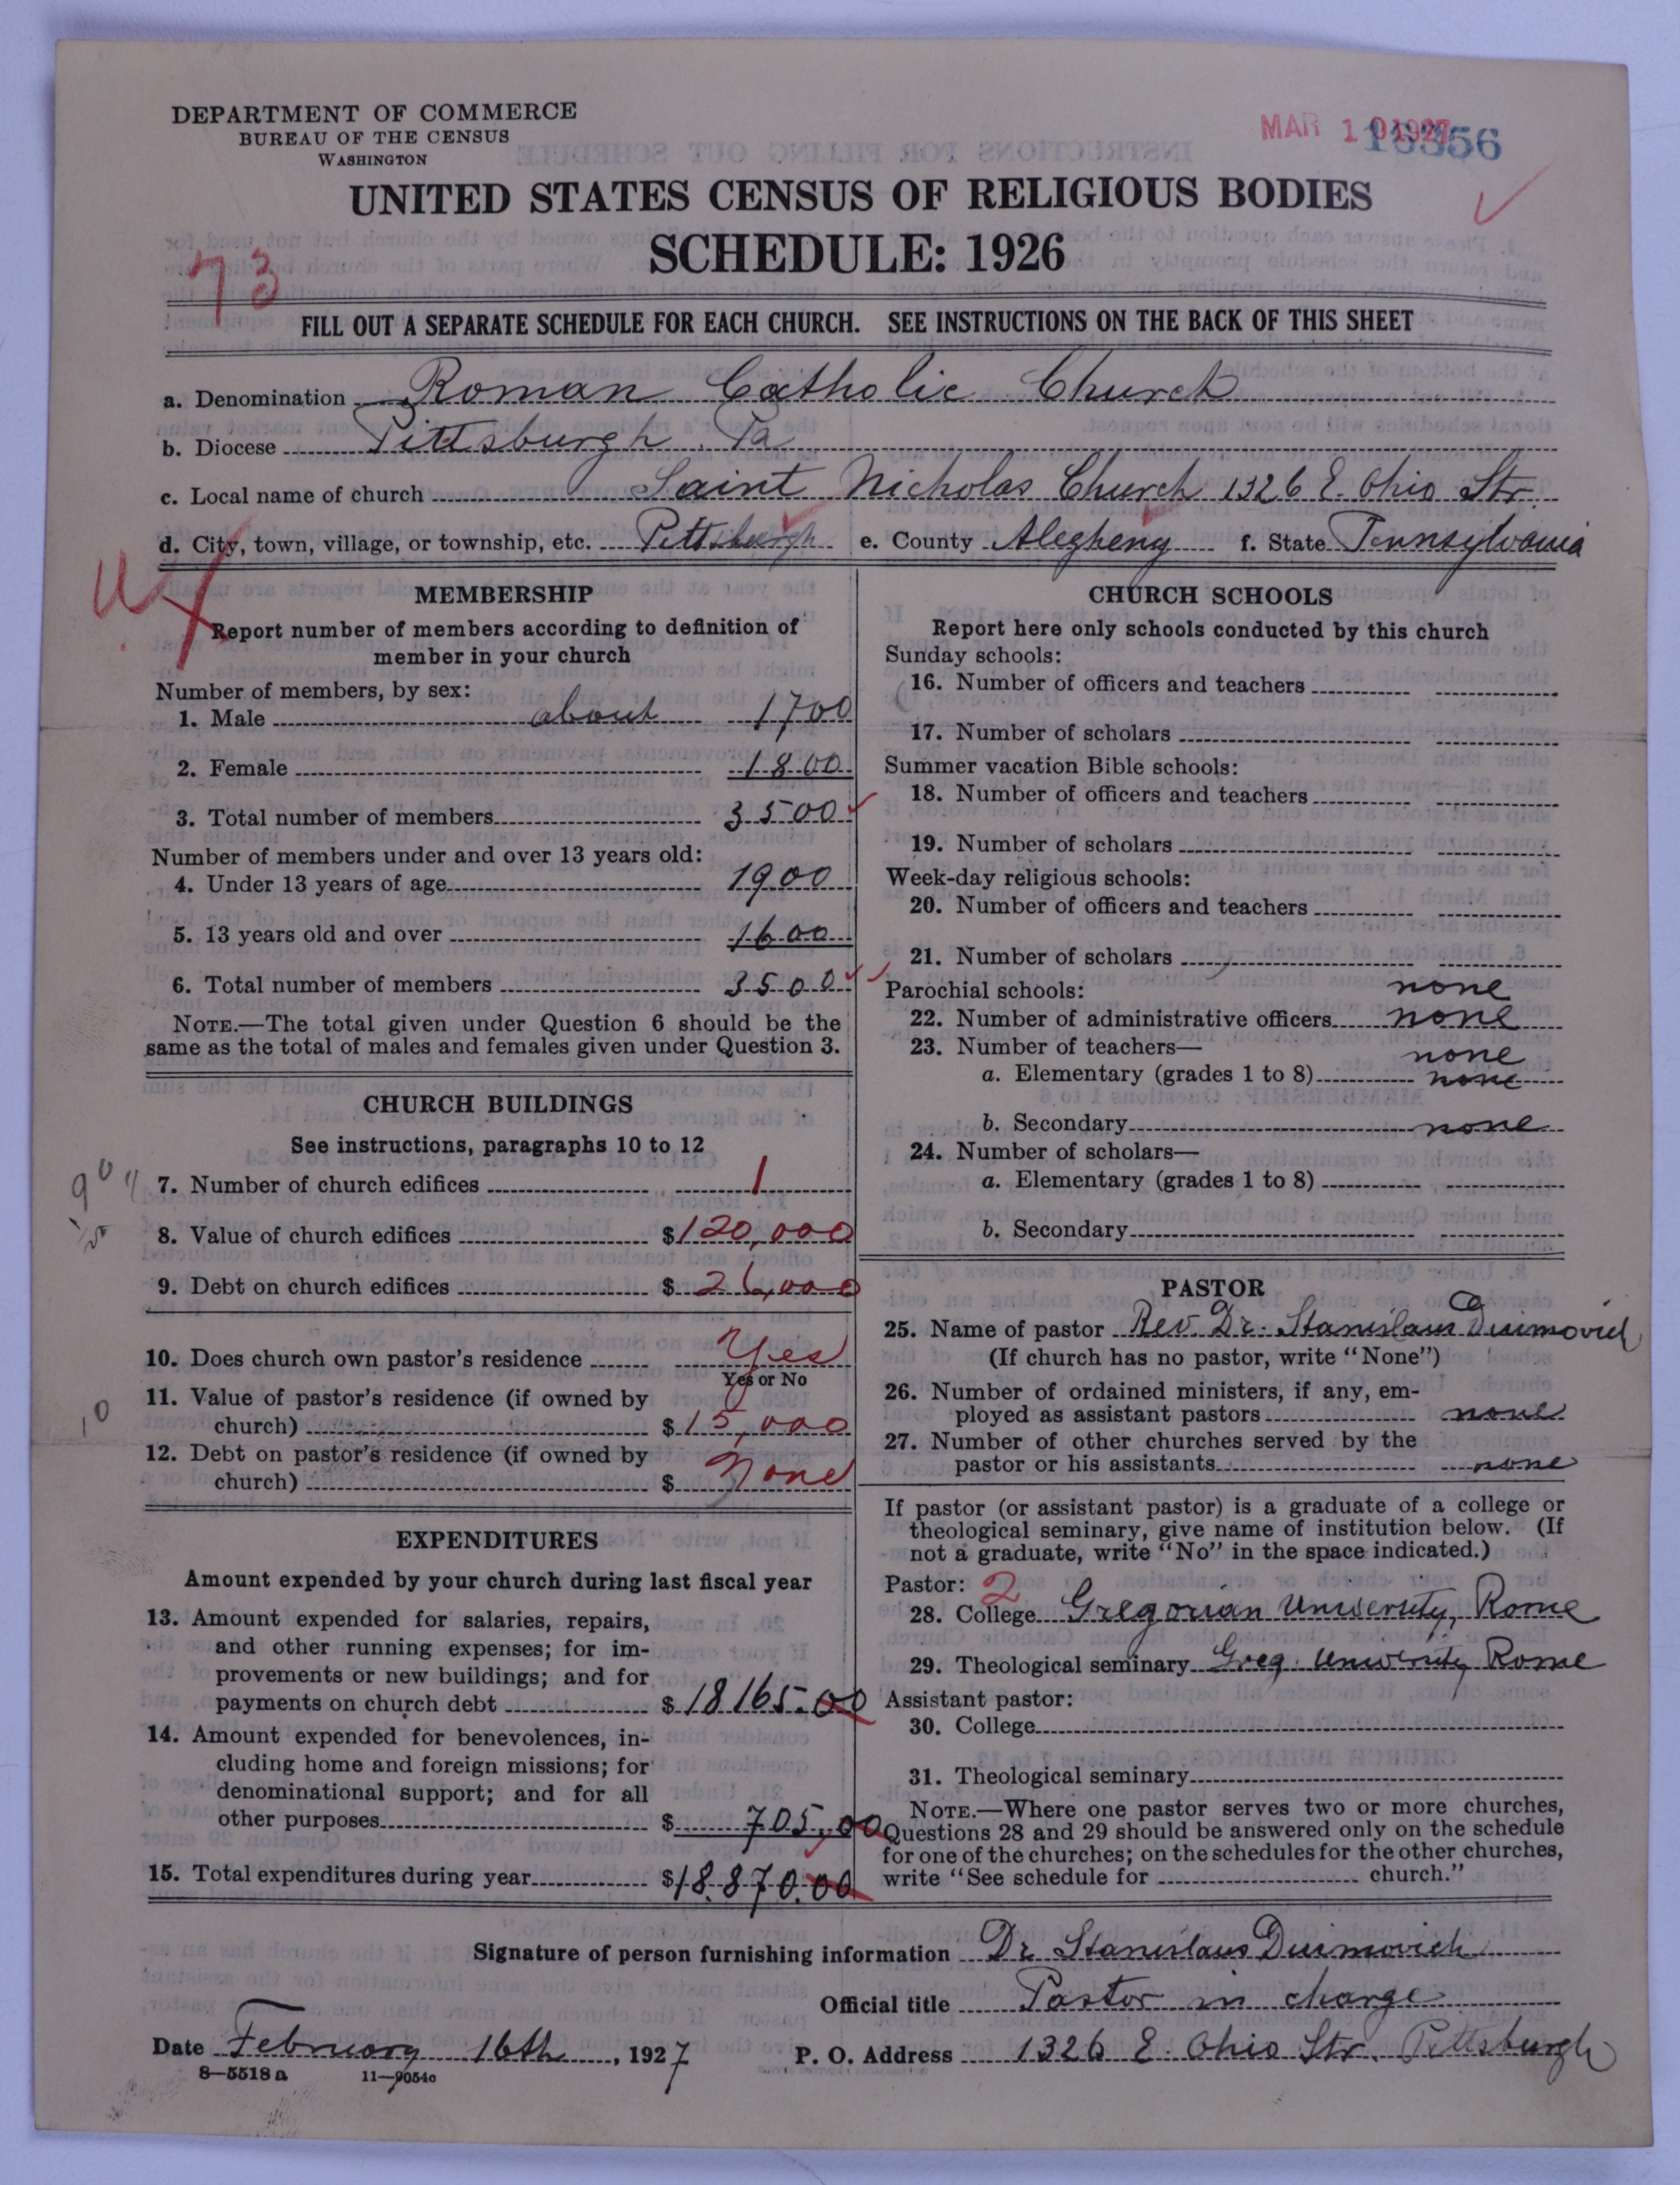 DEPARTMENT OF COMMERCE
BUREAU OF THE CENSUS
WASHINGTON
MAR 1 1927
UNITED STATES CENSUS OF RELIGIOUS BODIES
SCHEDULE: 1926
73
FILL OUT A SEPARATE SCHEDULE FOR EACH CHURCH. SEE INSTRUCTIONS ON THE BACK OF THIS SHEET
a. Denomination Roman Catholic Church
b. Diocese Pittsburgh Pa
c. Local name of church Saint Nicholas Church 1326 E. Ohio Str.
d. City, town, village, or township, etc. Pittsburgh e. County Alegheny f. State Pennsylvania
MEMBERSHIP
Report number of members according to definition of
member in your church
Number of members, by sex:
1. Male about 1700
2. Female 1800
3. Total number of members 3500
Number of members under and over 13 years old:
4. Under 13 years of age 1900
5. 13 years old and over 1600
6. Total number of members 3500
NOTE.—The total given under Question 6 should be the
same as the total of males and females given under Question 3.
CHURCH BUILDINGS
See instructions, paragraphs 10 to 12
7. Number of church edifices 1
8. Value of church edifices $120,000
9. Debt on church edifices $26,000
10. Does church own pastor's residence Yes
Yes or No
11. Value of pastor's residence (if owned by
church) $15,000
12. Debt on pastor's residence (if owned by
church) $None
EXPENDITURES
Amount expended by your church during last fiscal year
13. Amount expended for salaries, repairs,
and other running expenses; for im-
provements or new buildings; and for
payments on church debt $18165.00
14. Amount expended for benevolences, in-
cluding home and foreign missions; for
denominational support; and for all
other purposes $705,00
15. Total expenditures during year $18.870.00
CHURCH SCHOOLS
Report here only schools conducted by this church
Sunday schools:
16. Number of officers and teachers
17. Number of scholars
Summer vacation Bible schools:
18. Number of officers and teachers
19. Number of scholars
Week-day religious schools:
20. Number of officers and teachers
21. Number of scholars
Parochial schools: none
22. Number of administrative officers none
23. Number of teachers— none
a. Elementary (grades 1 to 8) none
b. Secondary none
24. Number of scholars—
a. Elementary (grades 1 to 8)
b. Secondary
PASTOR
25. Name of pastor Rev Dr. Stanislaus Duimovich
(If church has no pastor, write "None")
26. Number of ordained ministers, if any, em-
ployed as assistant pastors none
27. Number of other churches served by the
pastor or his assistants none
If pastor (or assistant pastor) is a graduate of a college or
theological seminary, give name of institution below. (If
not a graduate, write "No" in the space indicated.)
Pastor: 2
28. College Gregorian University, Rome
29. Theological seminary Greg. University Rome
Assistant pastor:
30. College
31. Theological seminary
NOTE.—Where one pastor serves two or more churches,
Questions 28 and 29 should be answered only on the schedule
for one of the churches; on the schedules for the other churches,
write "See schedule for church."
Signature of person furnishing information Dr Stanislaus Duimovich
Official title Pastor in charge
Date February 16th, 1927 P. O. Address 1326 E. Ohio Str. Pittsburgh
8—5518a 11—9054c